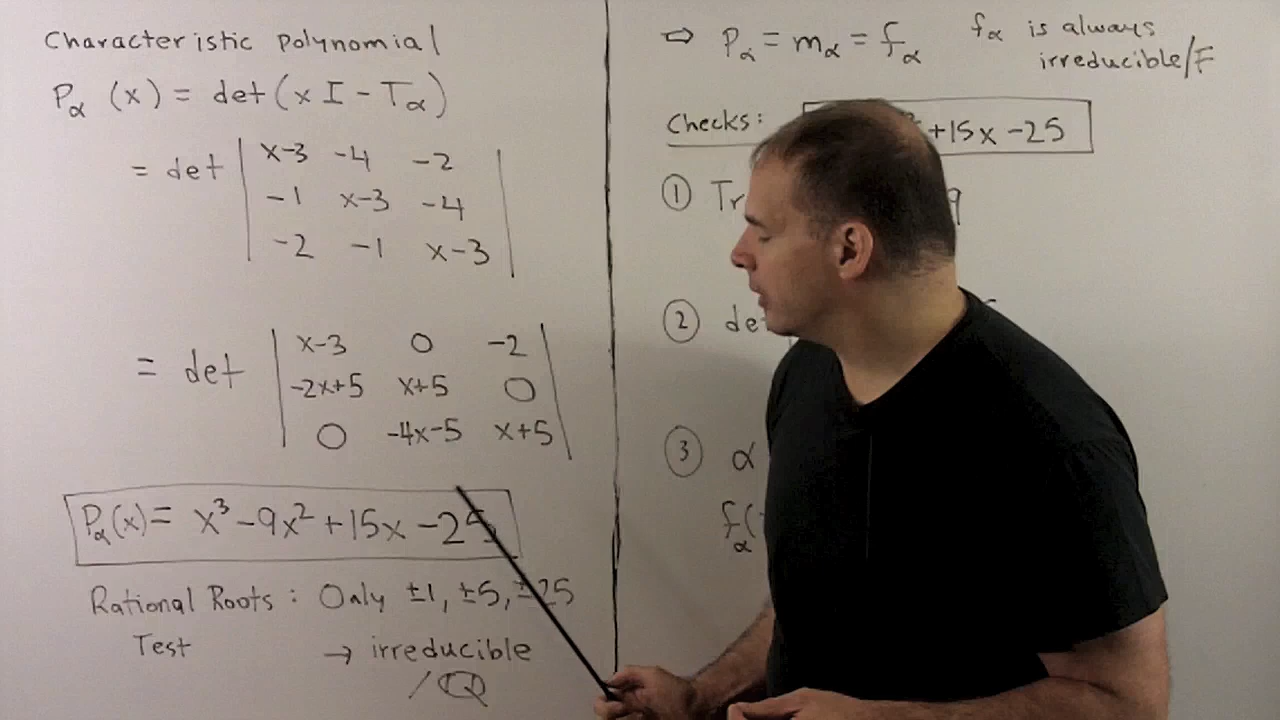 Characteristic Polynomial
Pα (x) = det(xI - Tα)
= det | x-3 -4 -2 |
-1 x-3 -4
-2 -1 x-3
= det | x-3 0 -2 |
-2x+5 x+5 0
0 -4x-5 x+5
Pα(x) = x³ -9x² +15x -25
Rational Roots : Only ±1, ±5, ±25
Test → irreducible
/Q
⇨ Pα = mα = fα fα is always
irreducible/F
Checks: +15x -25
① Tr 9
② de
③ α
fα(